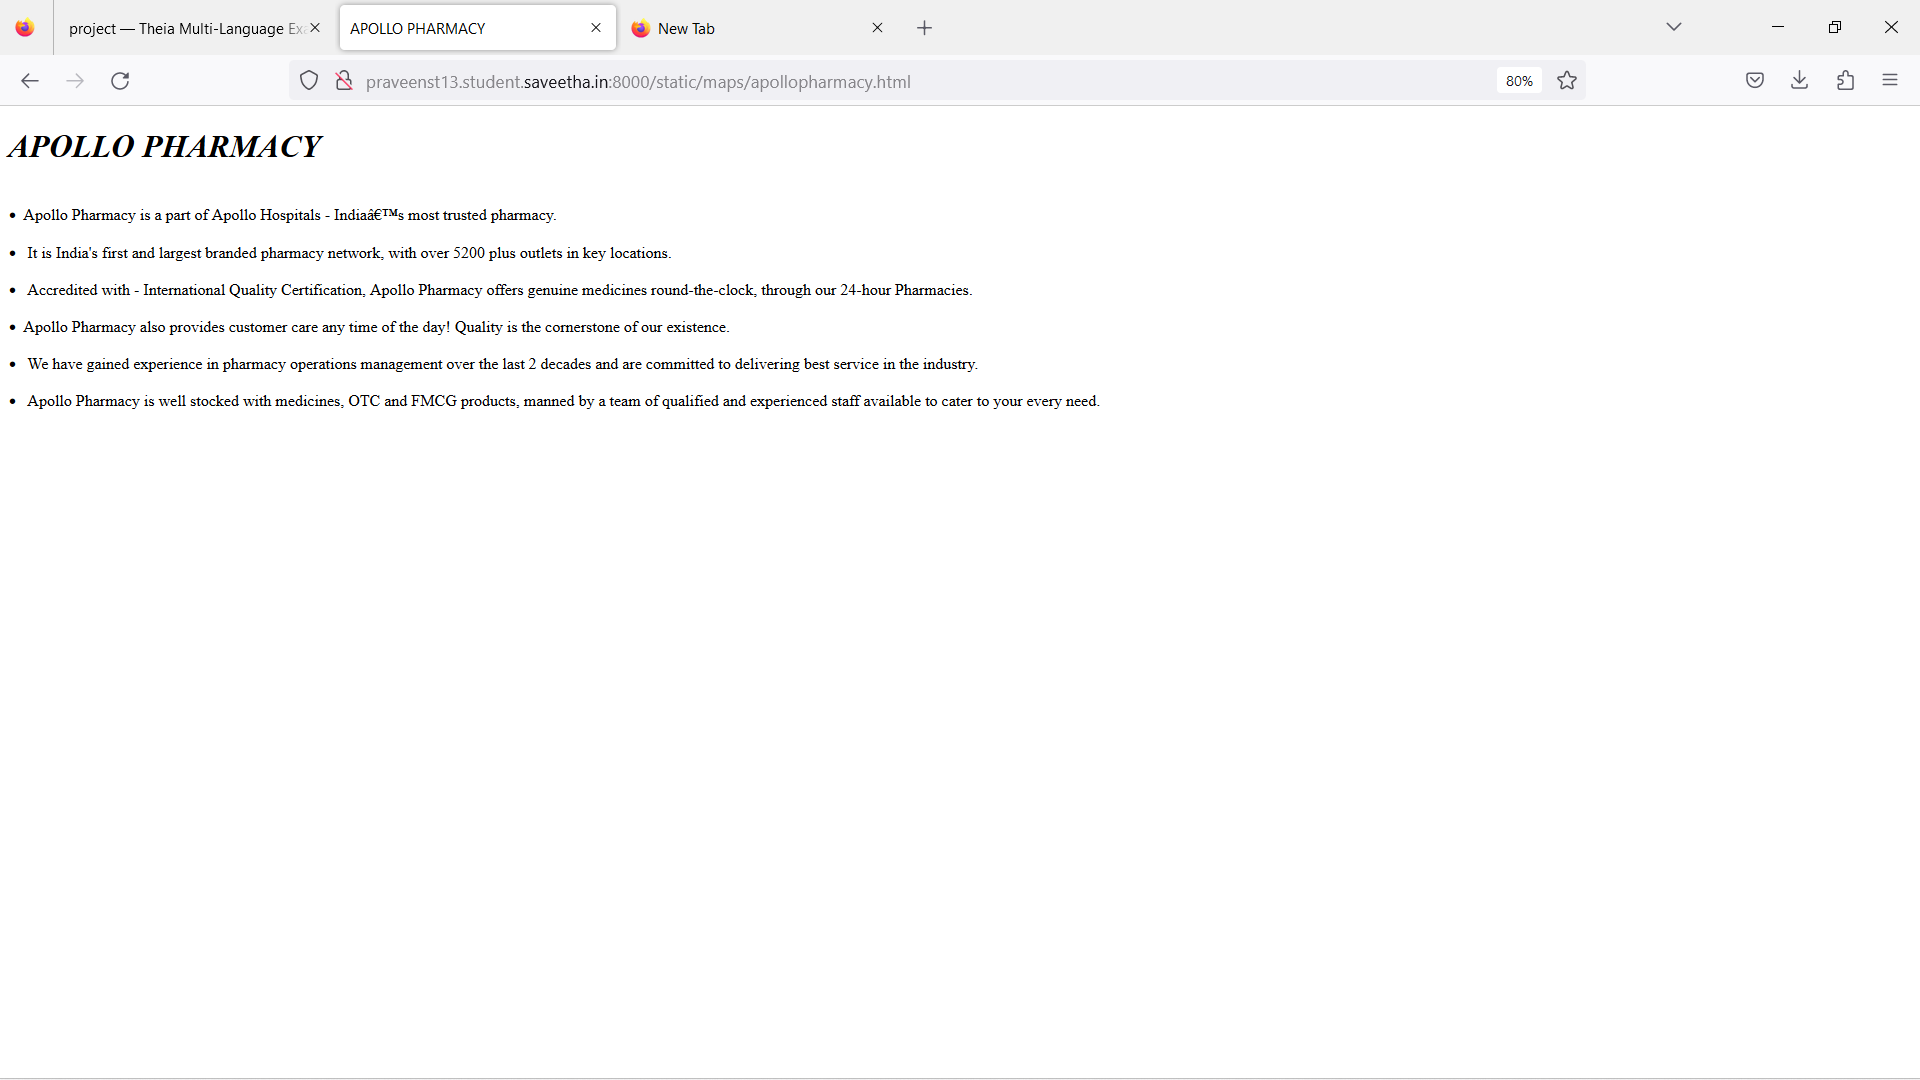 project — Theia Multi-Language Exa
APOLLO PHARMACY
New Tab
praveenst13.student.saveetha.in:8000/static/maps/apollopharmacy.html
80%
APOLLO PHARMACY
• Apollo Pharmacy is a part of Apollo Hospitals - Indiaâ€™s most trusted pharmacy.
• It is India's first and largest branded pharmacy network, with over 5200 plus outlets in key locations.
• Accredited with - International Quality Certification, Apollo Pharmacy offers genuine medicines round-the-clock, through our 24-hour Pharmacies.
• Apollo Pharmacy also provides customer care any time of the day! Quality is the cornerstone of our existence.
• We have gained experience in pharmacy operations management over the last 2 decades and are committed to delivering best service in the industry.
• Apollo Pharmacy is well stocked with medicines, OTC and FMCG products, manned by a team of qualified and experienced staff available to cater to your every need.